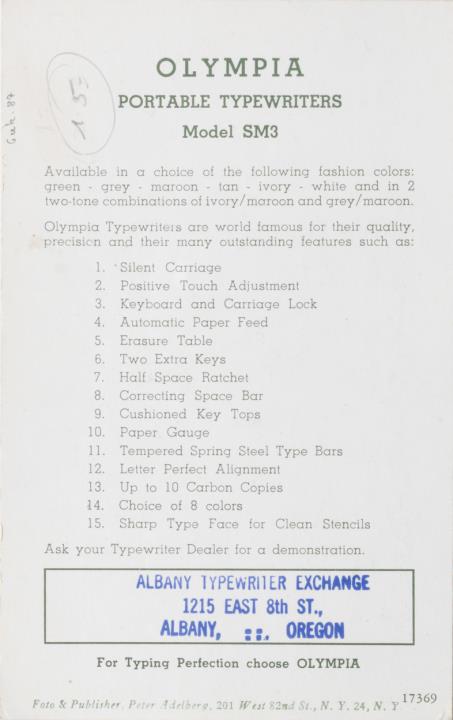 OLYMPIA
PORTABLE TYPEWRITERS
Model SM3
Available in a choice of the following fashion colors:
green - grey - maroon - tan - ivory - white and in 2
two-tone combinations of ivory/maroon and grey/maroon.
Olympia Typewriters are world famous for their quality,
precision and their many outstanding features such as:
1. Silent Carriage
2. Positive Touch Adjustment
3. Keyboard and Carriage Lock
4. Automatic Paper Feed
5. Erasure Table
6. Two Extra Keys
7. Half Space Ratchet
8. Correcting Space Bar
9. Cushioned Key Tops
10. Paper Gauge
11. Tempered Spring Steel Type Bars
12. Letter Perfect Alignment
13. Up to 10 Carbon Copies
14. Choice of 8 colors
15. Sharp Type Face for Clean Stencils
Ask your Typewriter Dealer for a demonstration.
ALBANY TYPEWRITER EXCHANGE
1215 EAST 8th ST.,
ALBANY, ::. OREGON
For Typing Perfection choose OLYMPIA
Foto & Publisher, Peter Adelberg, 201 West 82nd St., N. Y. 24, N. Y 17369